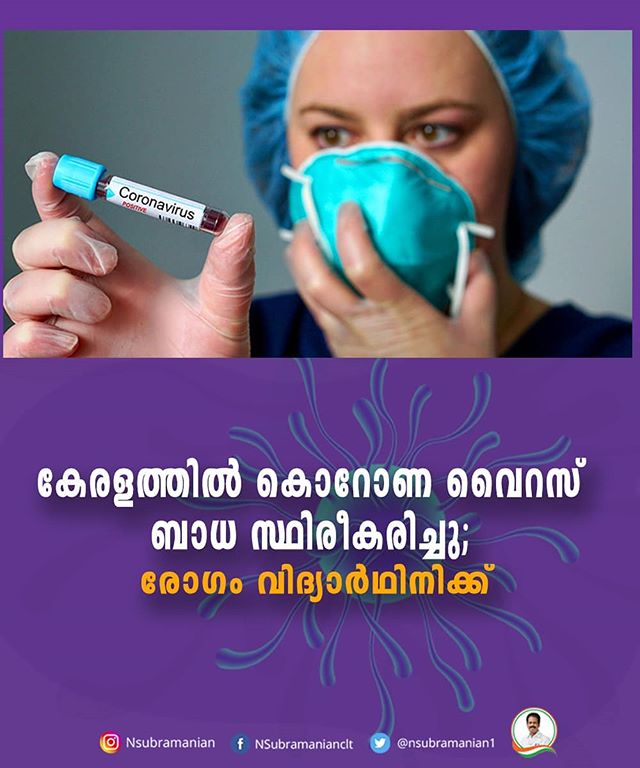 Coronavirus
POSITIVE
കേരളത്തിൽ കൊറോണ വൈറസ്
ബാധ സ്ഥിരീകരിച്ചു;
രോഗം വിദ്യാർഥിനിക്ക്
Nsubramanian NSubramanianclt @nsubramanian1